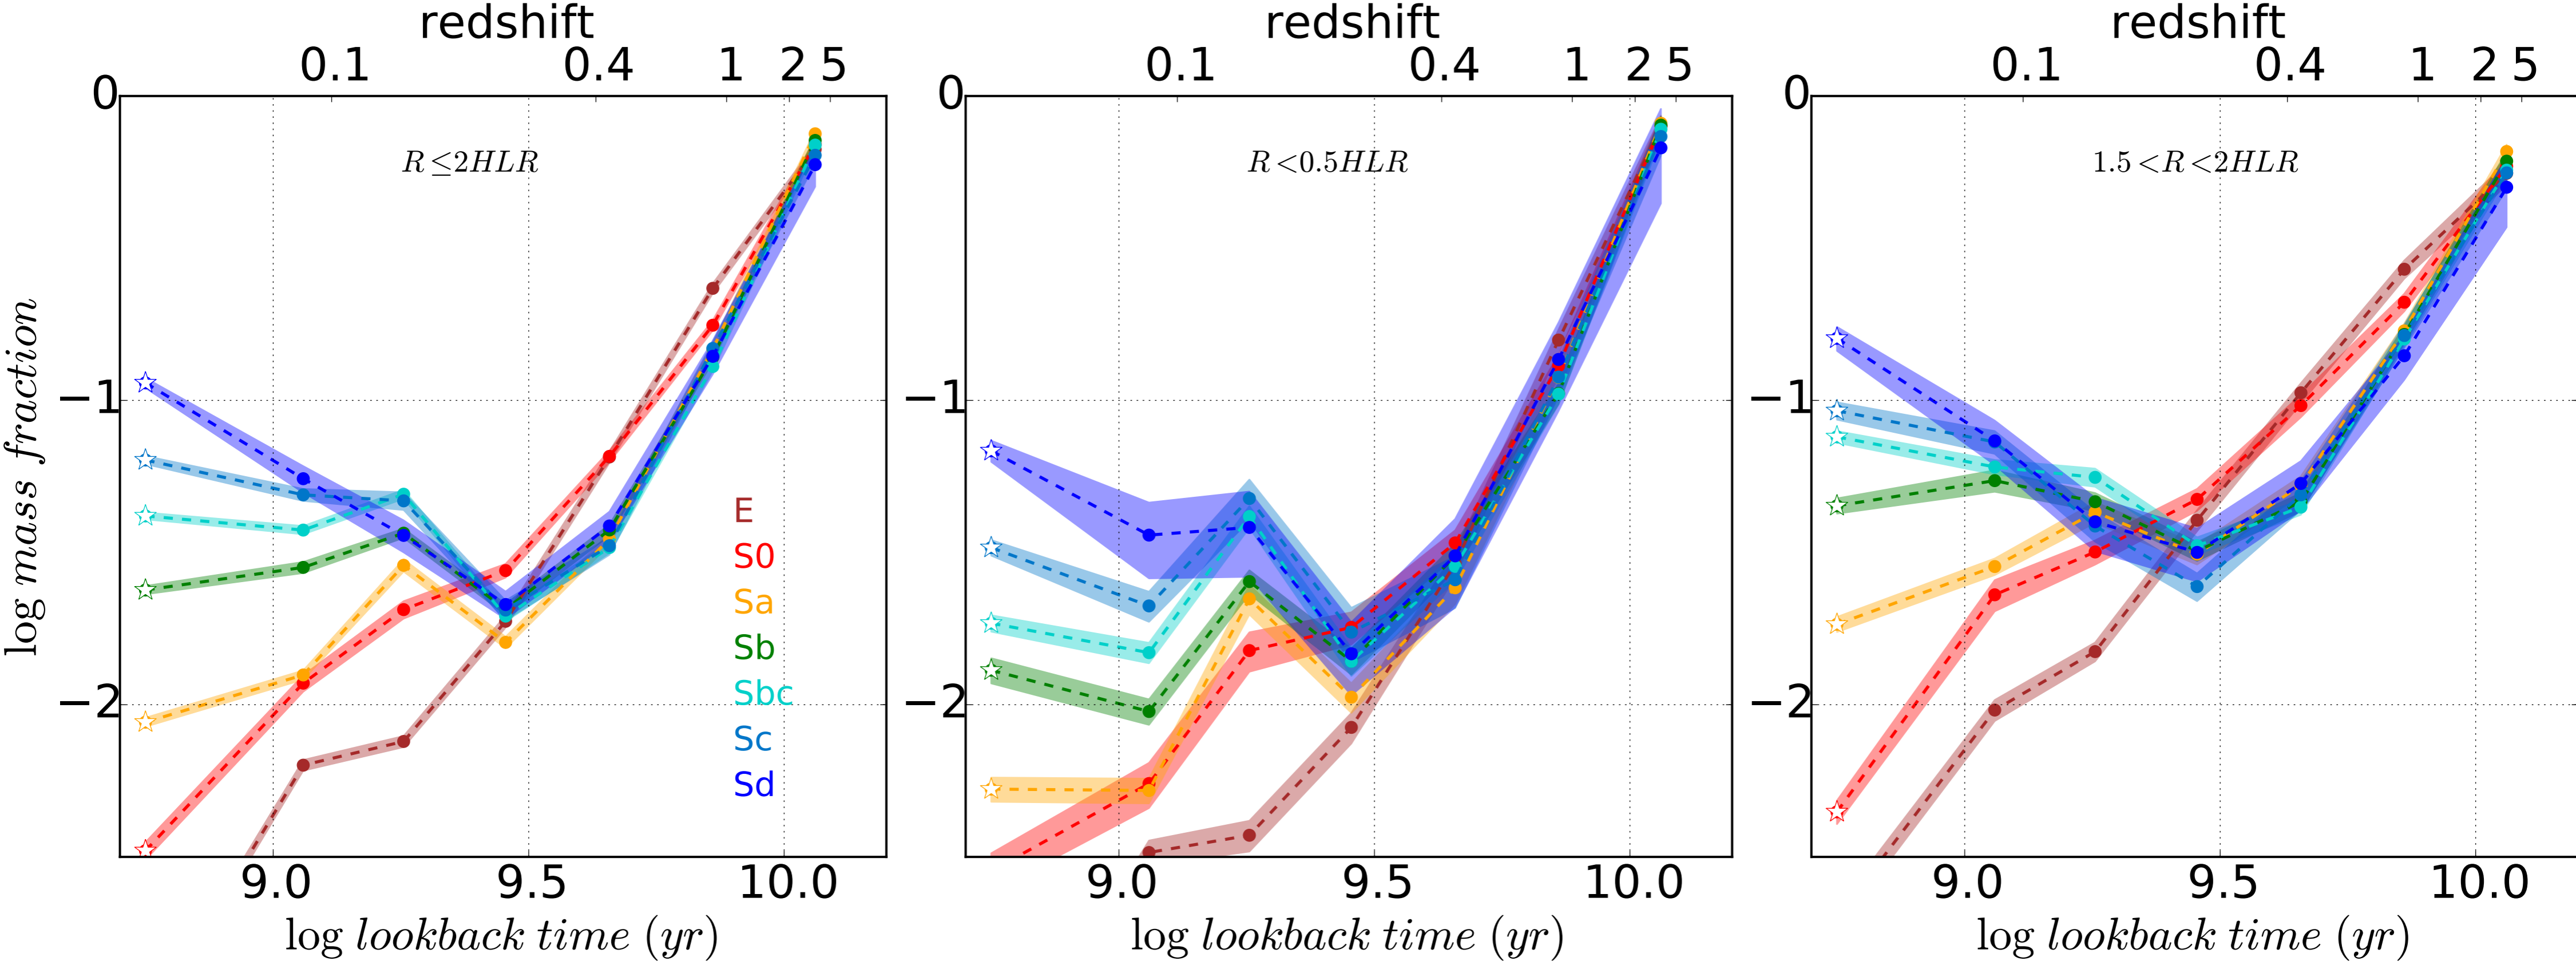 redshift redshift redshift
0.1 0.4 1 2 5 0.1 0.4 1 2 5 0.1 0.4 1 2 5
0 0 0
R ≤ 2HLR R < 0.5HLR 1.5 < R < 2HLR
log mass fraction
−1 −1 −1
E
S0
Sa
Sb
Sbc
−2 −2 −2
Sc
Sd
9.0 9.5 10.0 9.0 9.5 10.0 9.0 9.5 10.0
log lookback time (yr) log lookback time (yr) log lookback time (yr)